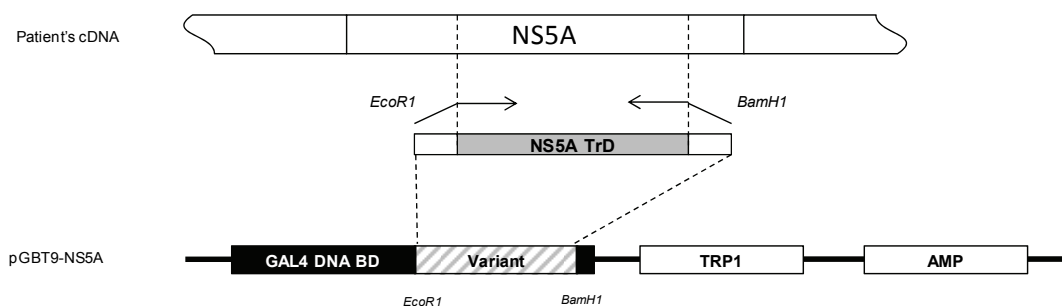 Patient's cDNA
NS5A
EcoR1
BamH1
NS5A TrD
pGBT9-NS5A
GAL4 DNA BD
Variant
TRP1
AMP
EcoR1
BamH1